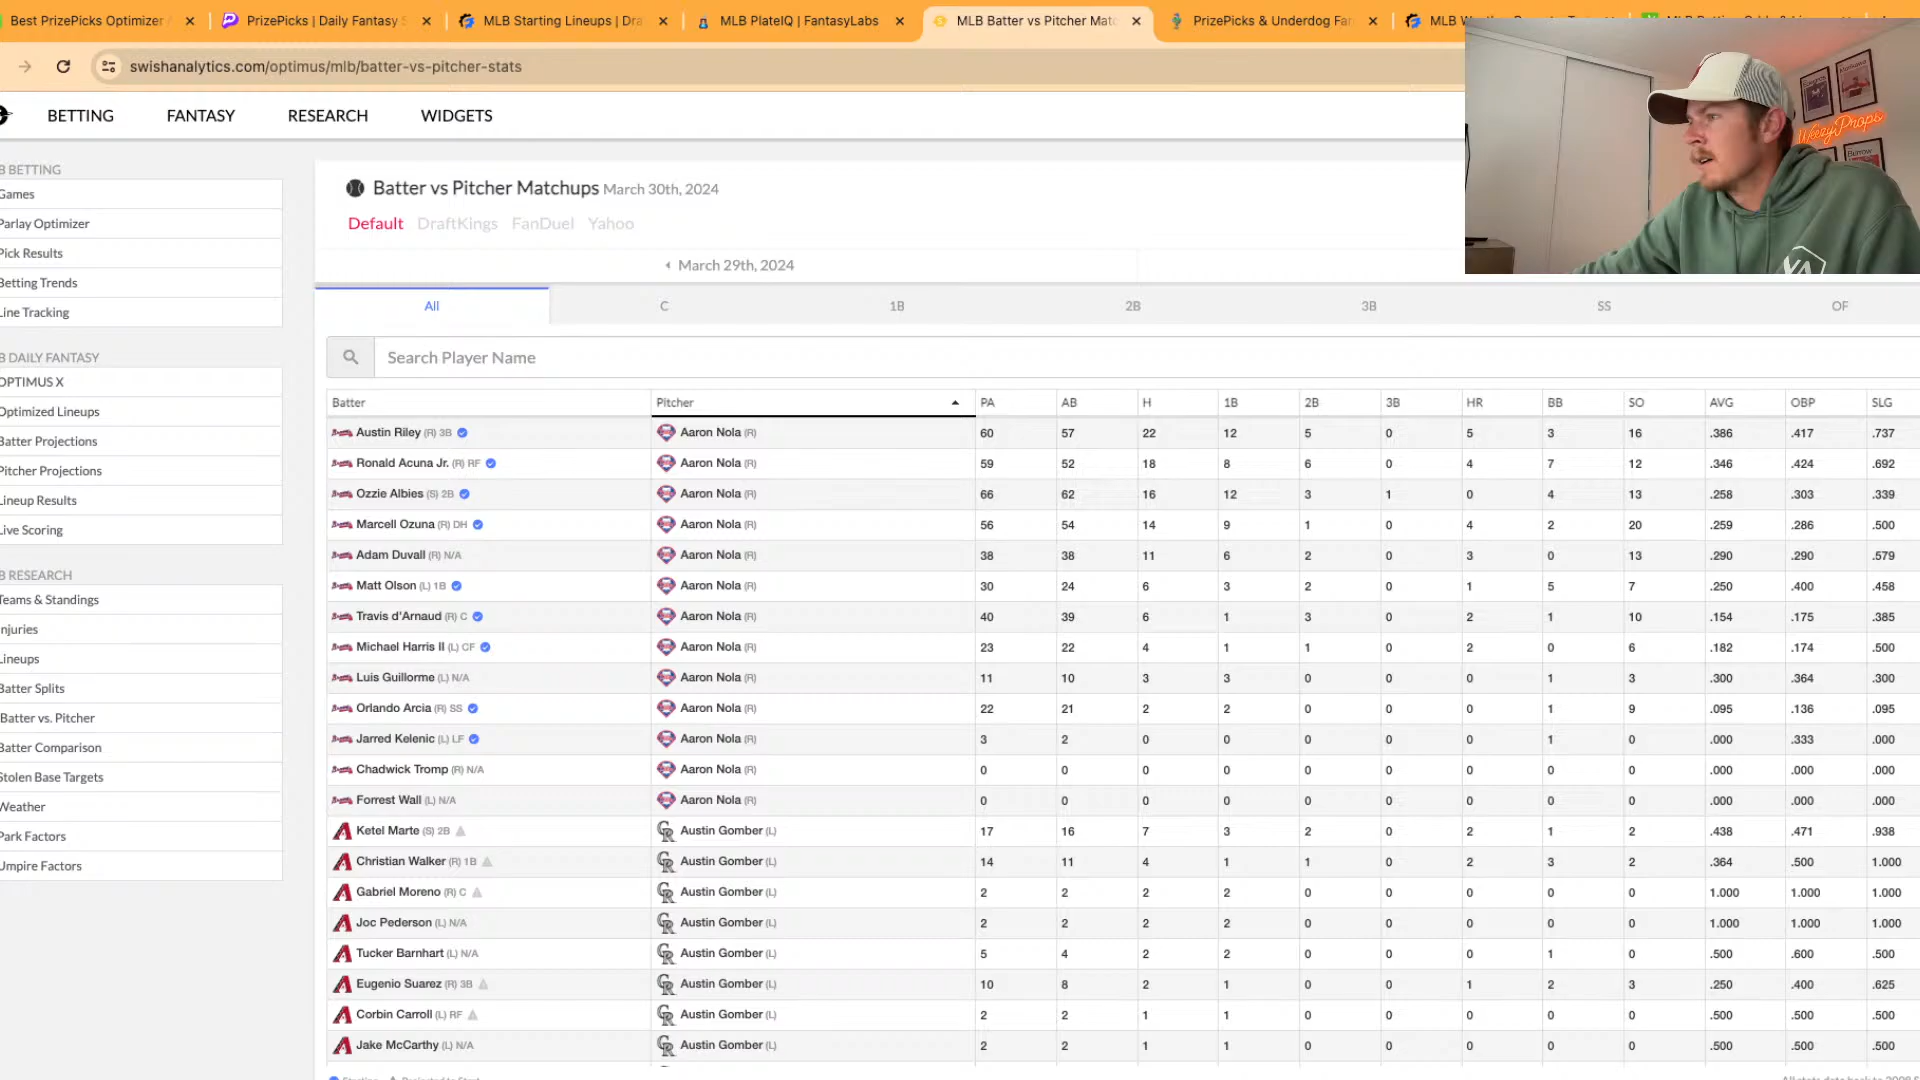 Best PrizePicks Optimizer
PrizePicks | Daily Fantasy S
MLB Starting Lineups | Dra
MLB PlateIQ | FantasyLabs
MLB Batter vs Pitcher Matc
PrizePicks & Underdog Fan
swishanalytics.com/optimus/mlb/batter-vs-pitcher-stats
BETTING FANTASY RESEARCH WIDGETS
WeezyProps
Burrow
B BETTING
Games
Parlay Optimizer
Pick Results
Betting Trends
Line Tracking
B DAILY FANTASY
OPTIMUS X
Optimized Lineups
Batter Projections
Pitcher Projections
Lineup Results
Live Scoring
B RESEARCH
Teams & Standings
Injuries
Lineups
Batter Splits
Batter vs. Pitcher
Batter Comparison
Stolen Base Targets
Weather
Park Factors
Umpire Factors
Batter vs Pitcher Matchups March 30th, 2024
Default DraftKings FanDuel Yahoo
March 29th, 2024
All C 1B 2B 3B SS OF
Search Player Name
Batter Pitcher PA AB H 1B 2B 3B HR BB SO AVG OBP SLG
Austin Riley (R) 3B Aaron Nola (R) 60 57 22 12 5 0 5 3 16 .386 .417 .737
Ronald Acuna Jr. (R) RF Aaron Nola (R) 59 52 18 8 6 0 4 7 12 .346 .424 .692
Ozzie Albies (S) 2B Aaron Nola (R) 66 62 16 12 3 1 0 4 13 .258 .303 .339
Marcell Ozuna (R) DH Aaron Nola (R) 56 54 14 9 1 0 4 2 20 .259 .286 .500
Adam Duvall (R) N/A Aaron Nola (R) 38 38 11 6 2 0 3 0 13 .290 .290 .579
Matt Olson (L) 1B Aaron Nola (R) 30 24 6 3 2 0 1 5 7 .250 .400 .458
Travis d'Arnaud (R) C Aaron Nola (R) 40 39 6 1 3 0 2 1 10 .154 .175 .385
Michael Harris II (L) CF Aaron Nola (R) 23 22 4 1 1 0 2 0 6 .182 .174 .500
Luis Guillorme (L) N/A Aaron Nola (R) 11 10 3 3 0 0 0 1 3 .300 .364 .300
Orlando Arcia (R) SS Aaron Nola (R) 22 21 2 2 0 0 0 1 9 .095 .136 .095
Jarred Kelenic (L) LF Aaron Nola (R) 3 2 0 0 0 0 0 1 0 .000 .333 .000
Chadwick Tromp (R) N/A Aaron Nola (R) 0 0 0 0 0 0 0 0 0 .000 .000 .000
Forrest Wall (L) N/A Aaron Nola (R) 0 0 0 0 0 0 0 0 0 .000 .000 .000
Ketel Marte (S) 2B Austin Gomber (L) 17 16 7 3 2 0 2 1 2 .438 .471 .938
Christian Walker (R) 1B Austin Gomber (L) 14 11 4 1 1 0 2 3 2 .364 .500 1.000
Gabriel Moreno (R) C Austin Gomber (L) 2 2 2 2 0 0 0 0 0 1.000 1.000 1.000
Joc Pederson (L) N/A Austin Gomber (L) 2 2 2 2 0 0 0 0 0 1.000 1.000 1.000
Tucker Barnhart (L) N/A Austin Gomber (L) 5 4 2 2 0 0 0 1 0 .500 .600 .500
Eugenio Suarez (R) 3B Austin Gomber (L) 10 8 2 1 0 0 1 2 3 .250 .400 .625
Corbin Carroll (L) RF Austin Gomber (L) 2 2 1 1 0 0 0 0 0 .500 .500 .500
Jake McCarthy (L) N/A Austin Gomber (L) 2 2 1 1 0 0 0 0 0 .500 .500 .500